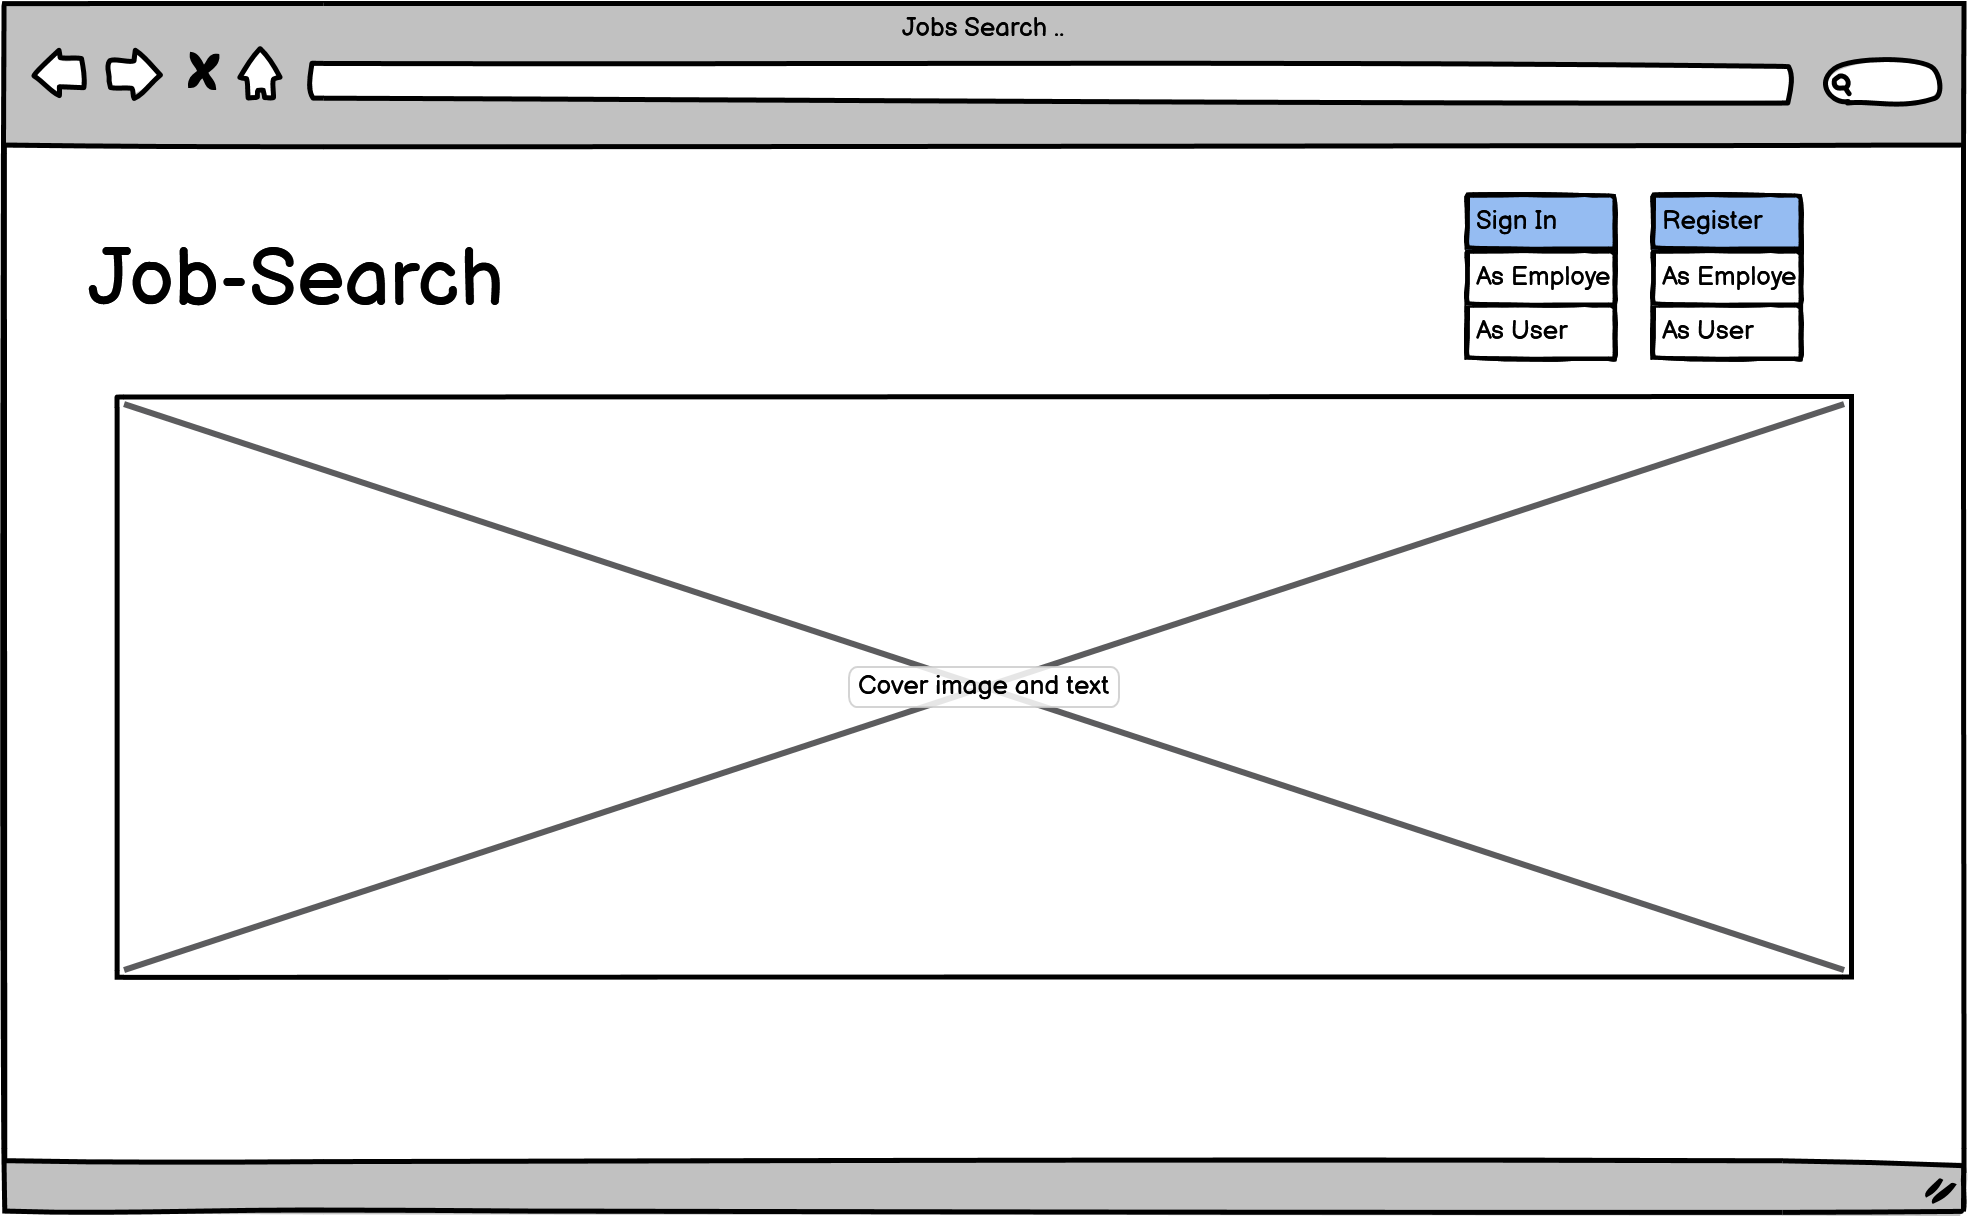 Jobs Search ..
Sign In
Register
Job-Search
As Employe
As Employe
As User
As User
Cover image and text